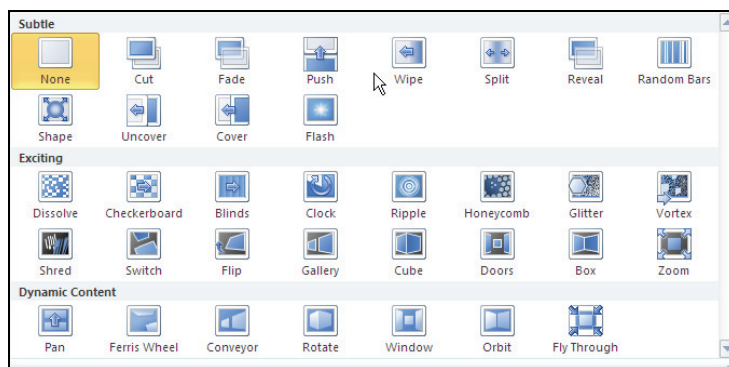 Subtle
None Cut Fade Push Wipe Split Reveal Random Bars
Shape Uncover Cover Flash
Exciting
Dissolve Checkerboard Blinds Clock Ripple Honeycomb Glitter Vortex
Shred Switch Flip Gallery Cube Doors Box Zoom
Dynamic Content
Pan Ferris Wheel Conveyor Rotate Window Orbit Fly Through